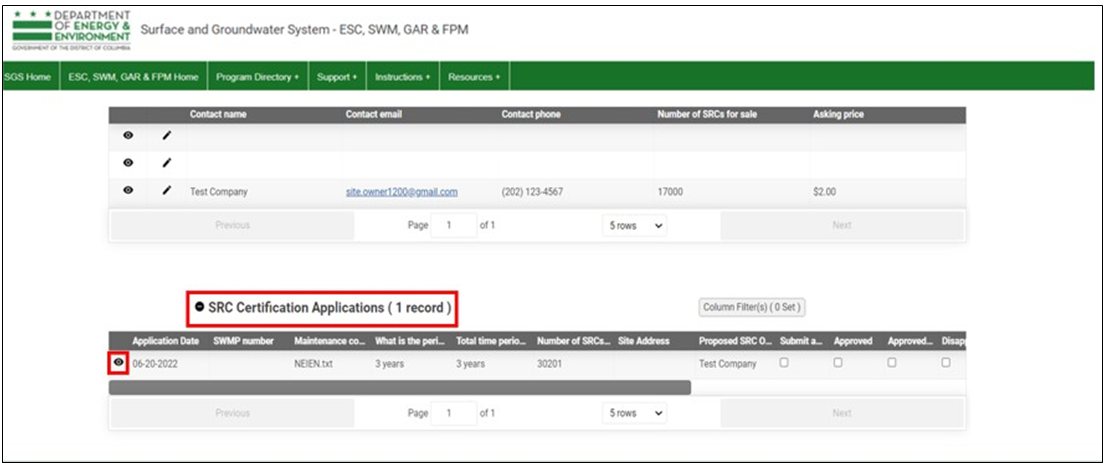 DEPARTMENT
OF ENERGY &
ENVIRONMENT
GOVERNMENT OF THE DISTRICT OF COLUMBIA
Surface and Groundwater System - ESC, SWM, GAR & FPM
SGS Home ESC, SWM, GAR & FPM Home Program Directory + Support + Instructions + Resources +
Contact name Contact email Contact phone Number of SRCs for sale Asking price
Test Company site.owner1200@gmail.com (202) 123-4567 17000 $2.00
Previous Page 1 of 1 5 rows Next
SRC Certification Applications ( 1 record ) Column Filter(s) ( 0 Set )
Application Date SWMP number Maintenance co... What is the peri... Total time perio... Number of SRCs... Site Address Proposed SRC O... Submit a... Approved Approved... Disapp
06-20-2022 NEIEN.txt 3 years 3 years 30201 Test Company
Previous Page 1 of 1 5 rows Next